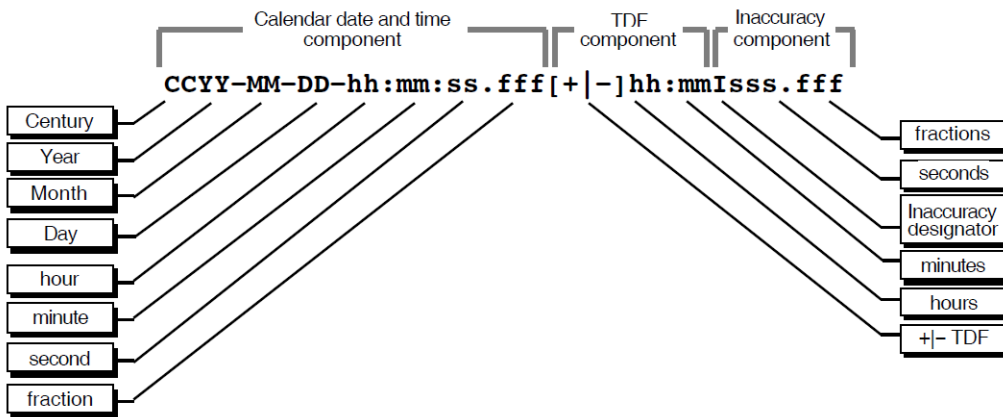 Calendar date and time
component
TDF
component
Inaccuracy
component
CCYY-MM-DD-hh:mm:ss.fff[+|-]hh:mmIsss.fff
Century
Year
Month
Day
hour
minute
second
fraction
fractions
seconds
Inaccuracy
designator
minutes
hours
+|- TDF